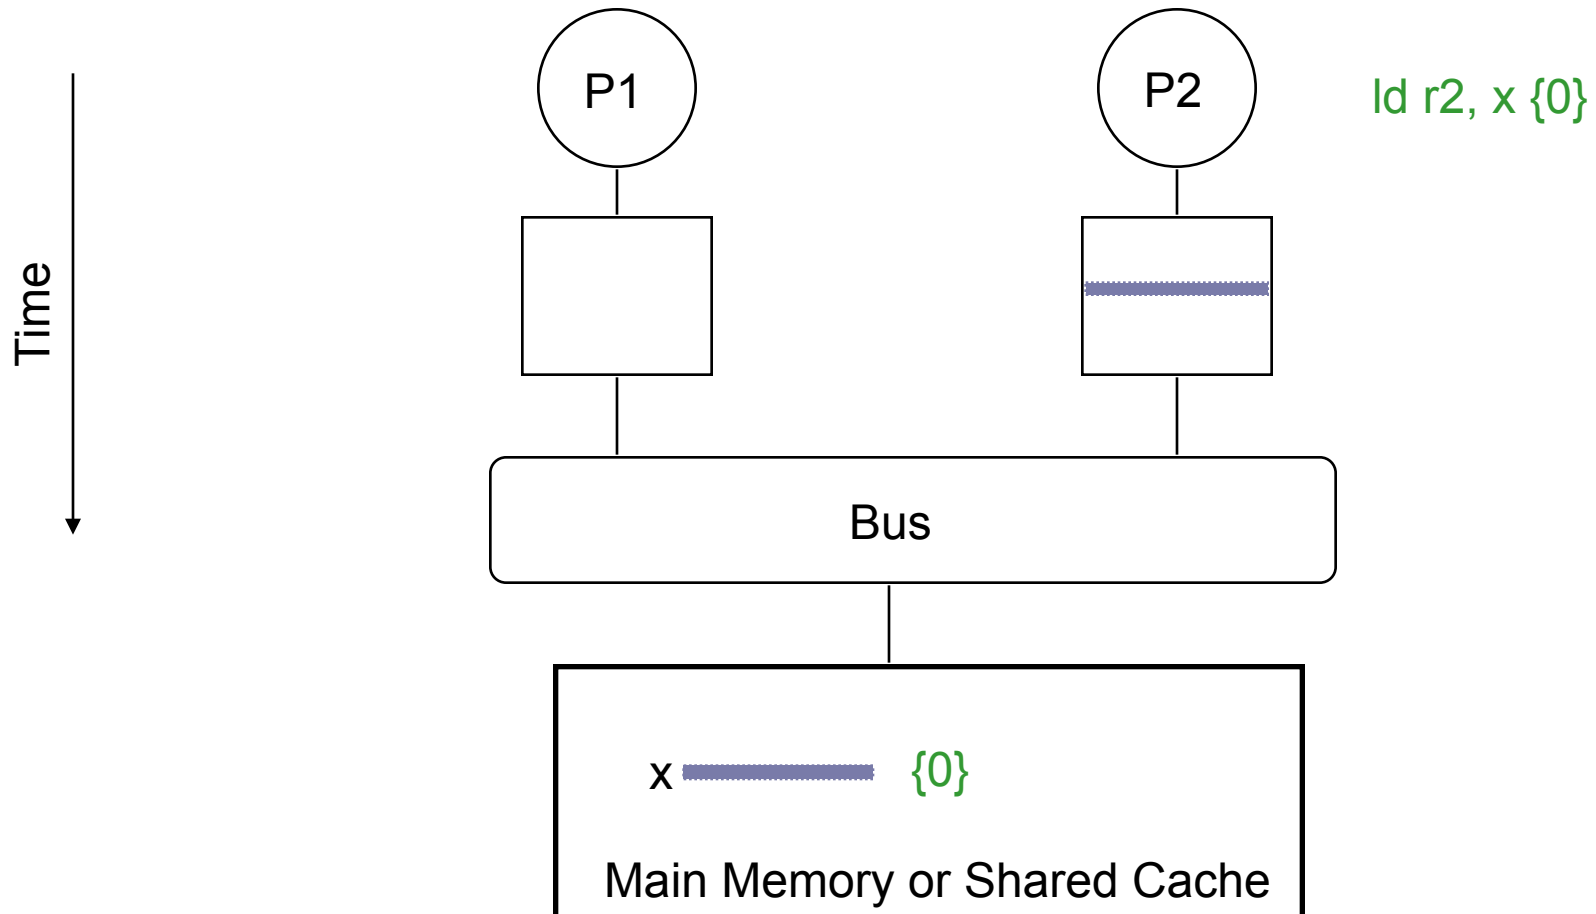 P1
P2
ld r2, x {0}
Time
Bus
x {0}
Main Memory or Shared Cache